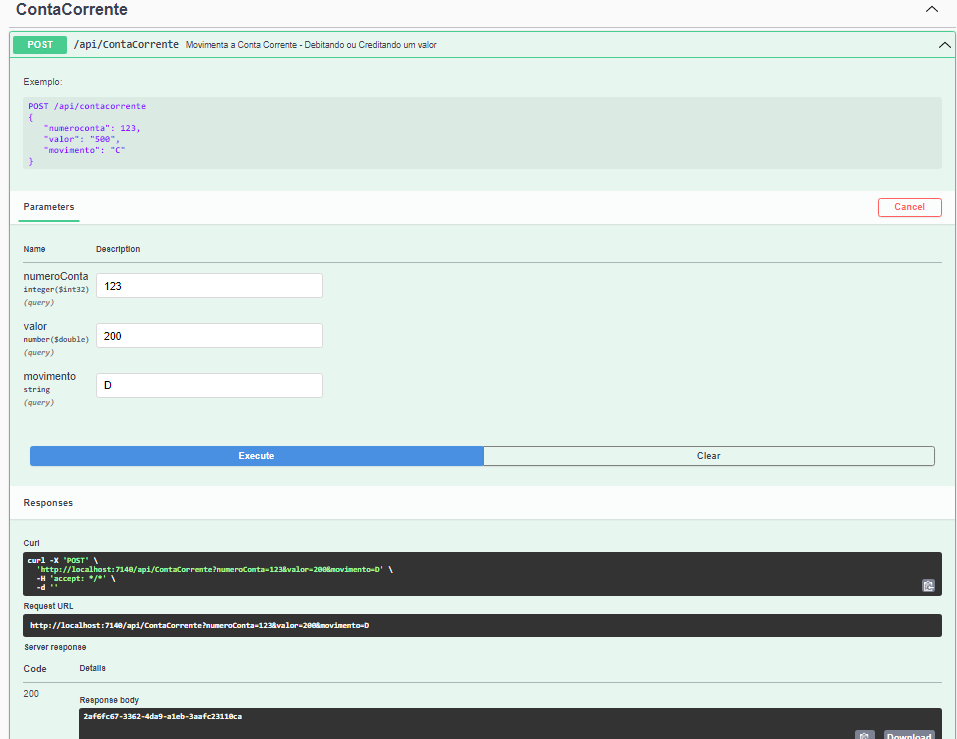 ContaCorrente
POST /api/ContaCorrente Movimenta a Conta Corrente - Debitando ou Creditando um valor
Exemplo:
POST /api/contacorrente
{
"numeroconta": 123,
"valor": "500",
"movimento": "C"
}
Parameters
Cancel
Name Description
numeroConta
integer($int32)
(query)
123
valor
number($double)
(query)
200
movimento
string
(query)
D
Execute
Clear
Responses
Curl
curl -X 'POST' \
'http://localhost:7140/api/ContaCorrente?numeroConta=123&valor=200&movimento=D' \
-H 'accept: */*' \
-d ''
Request URL
http://localhost:7140/api/ContaCorrente?numeroConta=123&valor=200&movimento=D
Server response
Code Details
200
Response body
2af6fc67-3362-4da9-a1eb-3aafc23110ca
Download